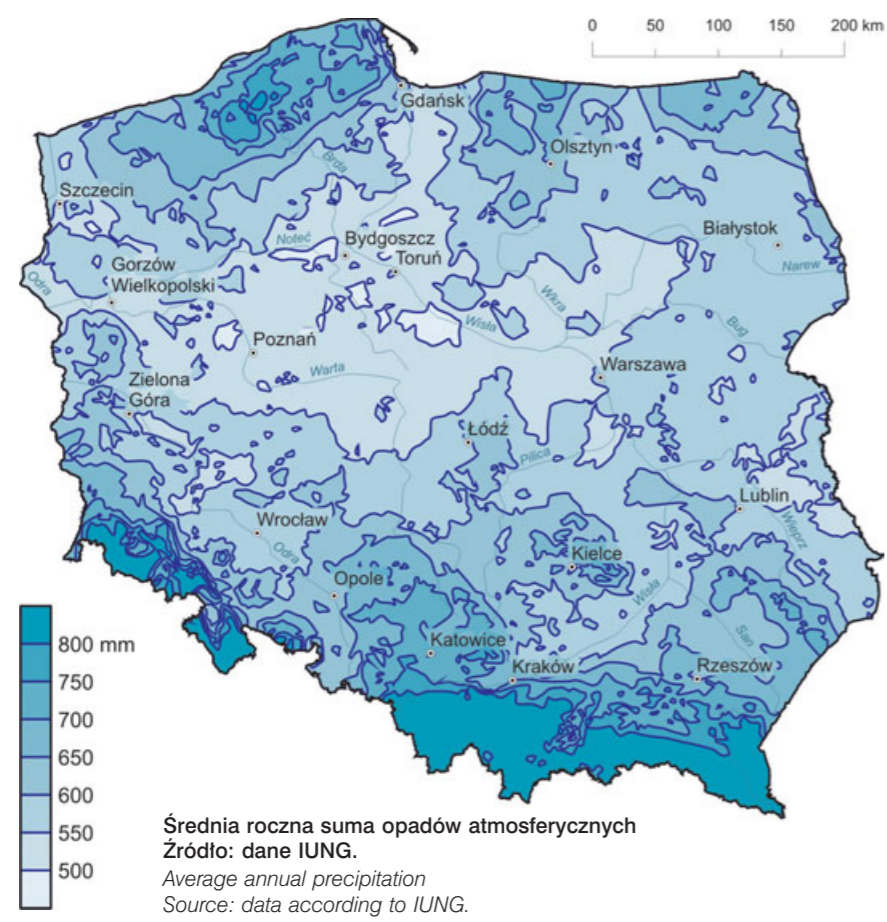 0 50 100 150 200 km
Gdańsk
Olsztyn
Brda
Szczecin
Białystok
Noteć
Bydgoszcz
Toruń
Narew
Gorzów
Wielkopolski
Odra
Wkra
Wisła
Bug
Poznań
Warszawa
Warta
Zielona
Góra
Łódź
Pilica
Lublin
Wrocław
Wieprz
Odra
Kielce
Opole
Wisła
San
Katowice
Kraków
Rzeszów
800 mm
750
700
650
600
550
500
Średnia roczna suma opadów atmosferycznych
Źródło: dane IUNG.
Average annual precipitation
Source: data according to IUNG.